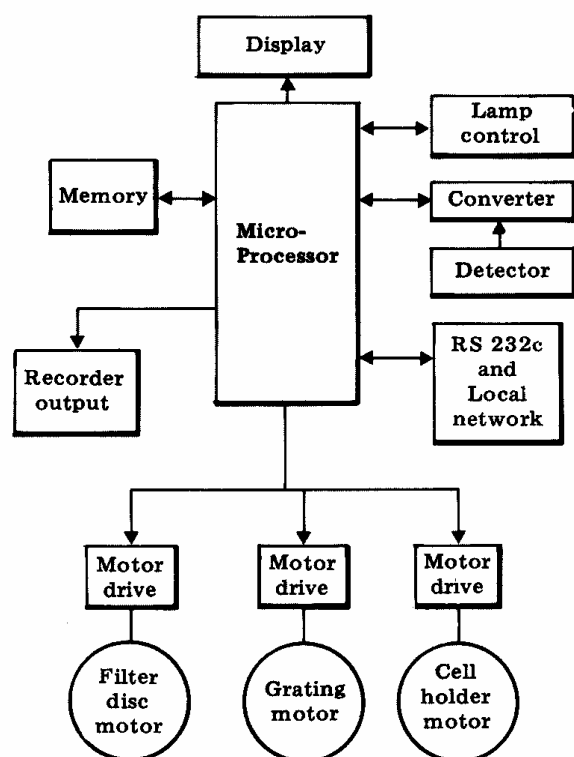 Display
Lamp
control
Memory
Converter
Micro-
Processor
Detector
RS 232c
and
Local
network
Recorder
output
Motor
drive
Motor
drive
Motor
drive
Filter
disc
motor
Grating
motor
Cell
holder
motor